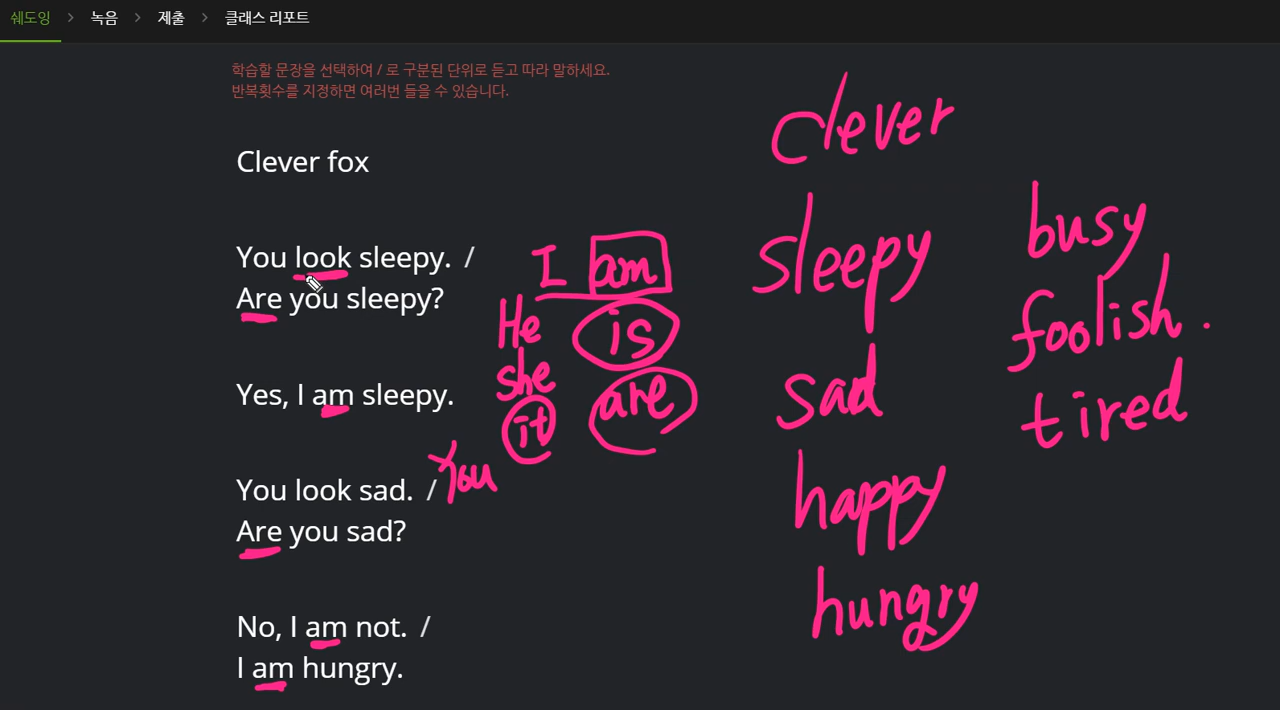 쉐도잉 > 녹음 > 제출 > 클래스 리포트
학습할 문장을 선택하여 / 로 구분된 단위로 듣고 따라 말하세요.
반복횟수를 지정하면 여러번 들을 수 있습니다.
Clever fox
You look sleepy. /
Are you sleepy?
Yes, I am sleepy.
You look sad. /
Are you sad?
No, I am not. /
I am hungry.
I am
He is
she are
it
You
clever
sleepy
sad
happy
hungry
busy
foolish.
tired